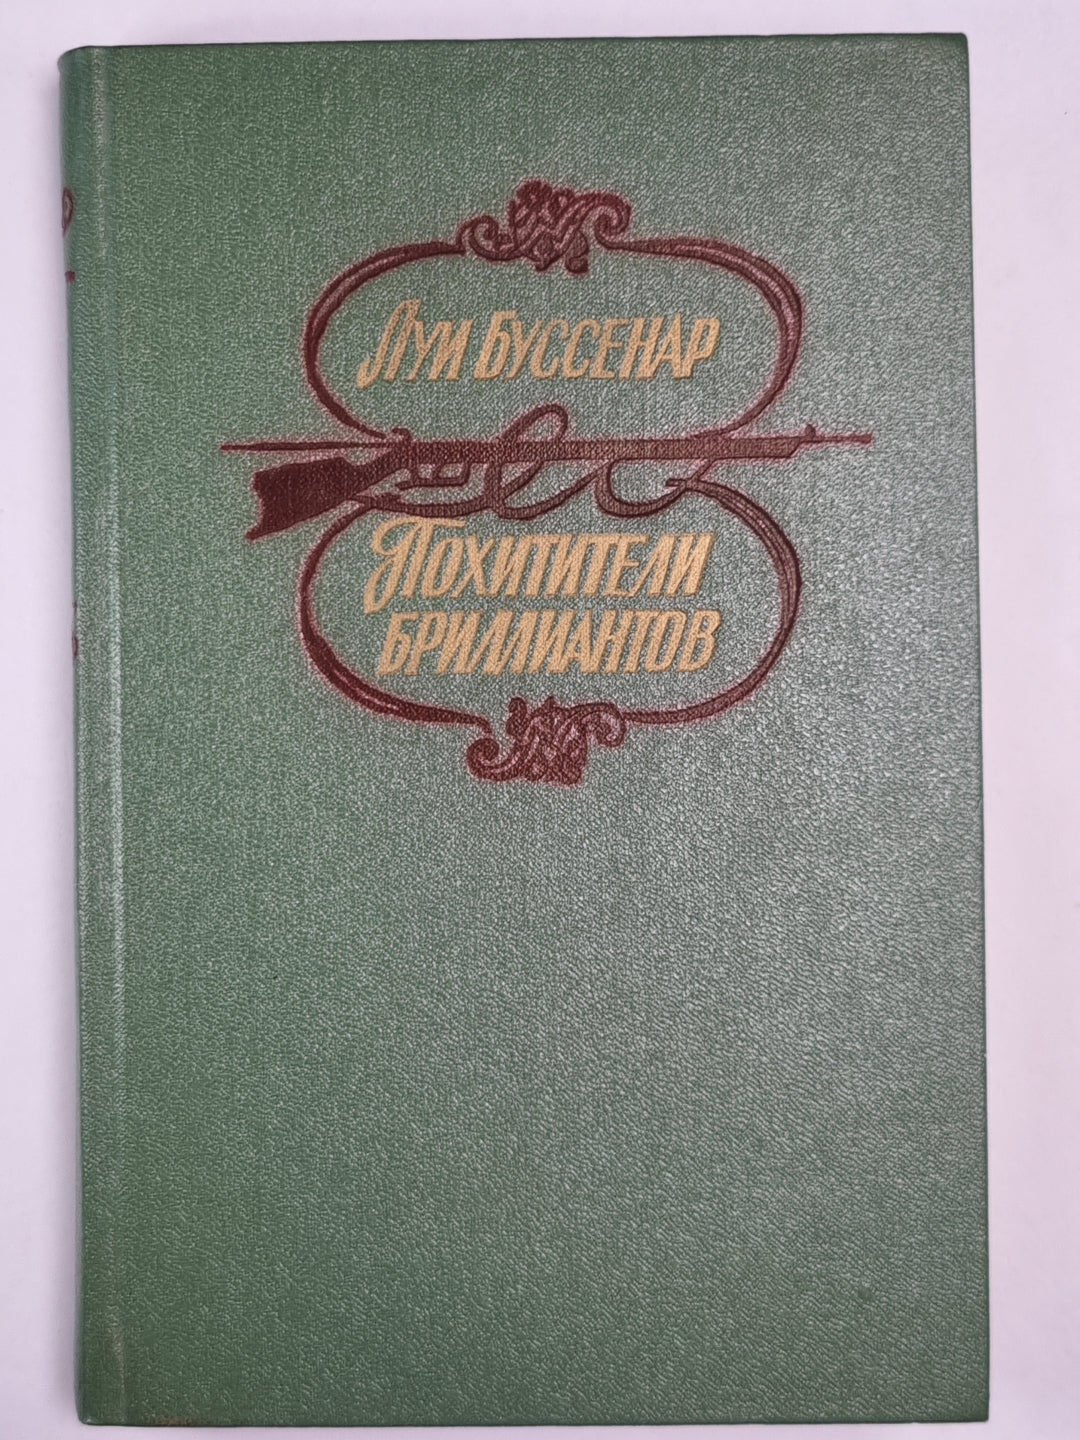 Луи Буссенар
Похитители
бриллиантов